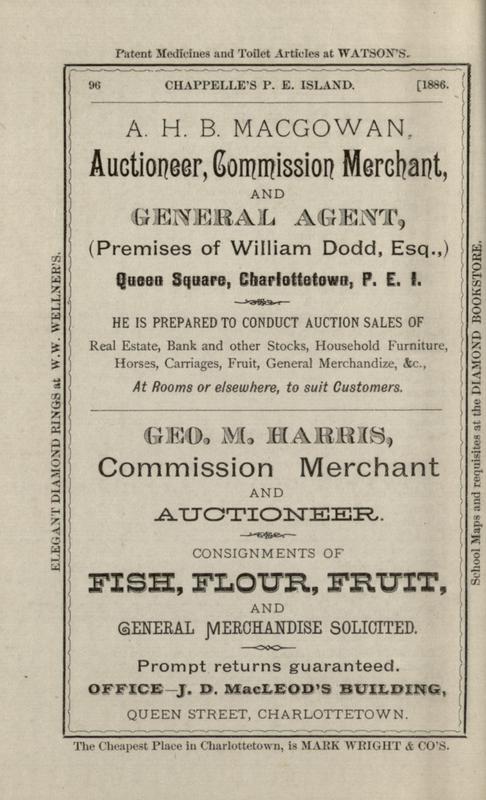 Patent Medicines and Toilet Articles at WATSON'S.
96 CHAPPELLE'S P. E. ISLAND. [1886.
A. H. B. MACGOWAN,
Auctioneer, Commission Merchant,
AND
GENERAL AGENT,
(Premises of William Dodd, Esq.,)
Queen Square, Charlottetown, P. E. I.
HE IS PREPARED TO CONDUCT AUCTION SALES OF
Real Estate, Bank and other Stocks, Household Furniture,
Horses, Carriages, Fruit, General Merchandize, &c.,
At Rooms or elsewhere, to suit Customers.
GEO. M. HARRIS,
Commission Merchant
AND
AUCTIONEER.
CONSIGNMENTS OF
FISH, FLOUR, FRUIT,
AND
GENERAL MERCHANDISE SOLICITED.
Prompt returns guaranteed.
OFFICE—J. D. MacLEOD'S BUILDING,
QUEEN STREET, CHARLOTTETOWN.
The Cheapest Place in Charlottetown, is MARK WRIGHT & CO'S.
ELEGANT DIAMOND RINGS at W. W. WELLNER'S.
School Maps and requisites at the DIAMOND BOOKSTORE.